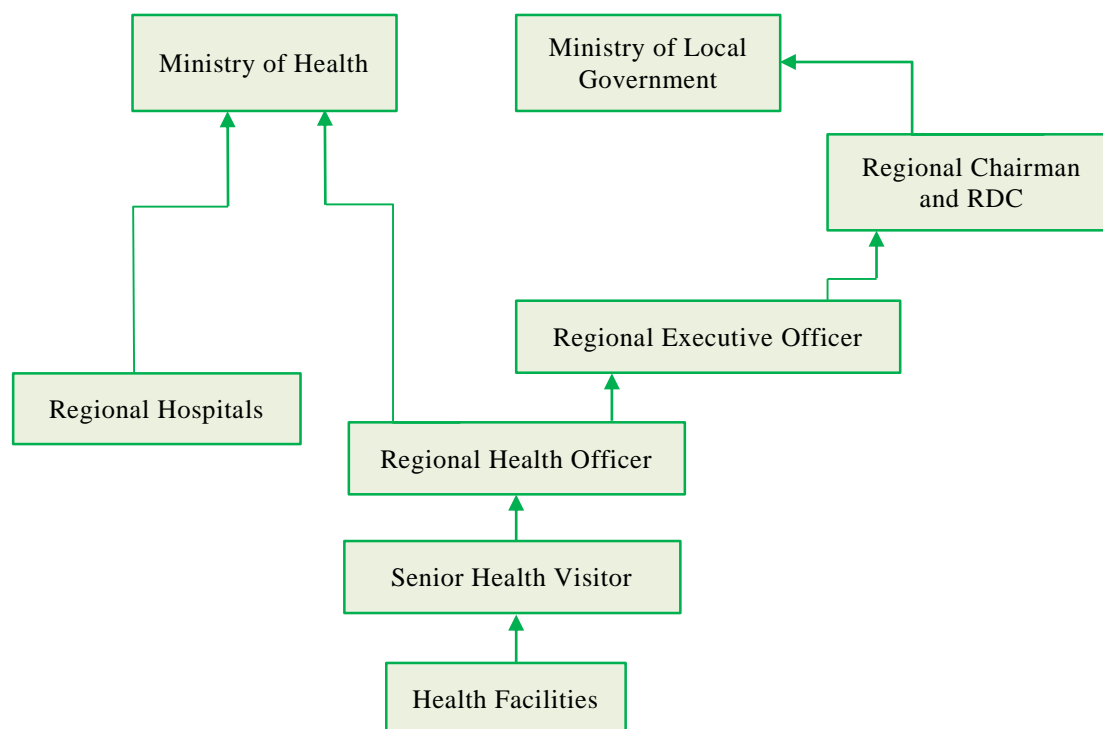 Ministry of Health
Ministry of Local
Government
Regional Chairman
and RDC
Regional Executive Officer
Regional Hospitals
Regional Health Officer
Senior Health Visitor
Health Facilities